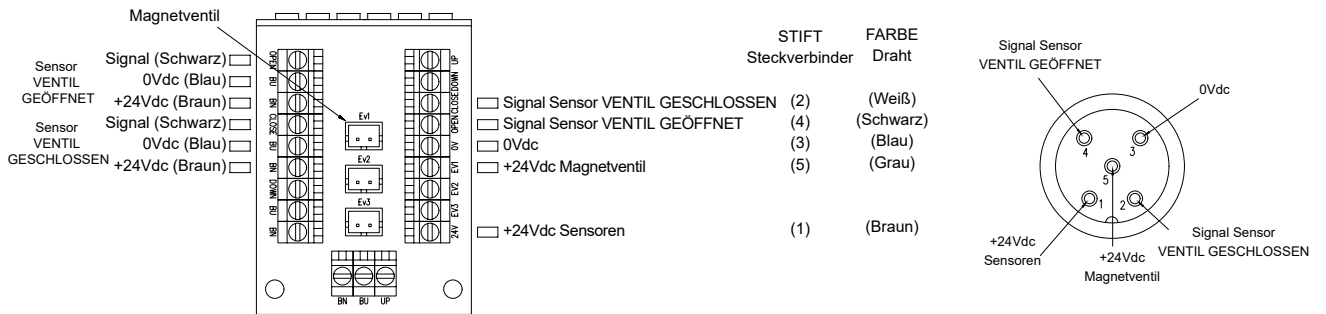 Magnetventil
Sensor
VENTIL
GEÖFFNET
Signal (Schwarz)
0Vdc (Blau)
+24Vdc (Braun)
Sensor
VENTIL
GESCHLOSSEN
Signal (Schwarz)
0Vdc (Blau)
+24Vdc (Braun)
OPEN
BU
BN
CLOSE
BU
BN
DOWN
BU
BN
Ev1
Ev2
Ev3
BN BU UP
UP
DOWN
CLOSE
OPEN
0V
EV1
EV2
EV3
24V
STIFT
Steckverbinder
FARBE
Draht
Signal Sensor VENTIL GESCHLOSSEN (2) (Weiß)
Signal Sensor VENTIL GEÖFFNET (4) (Schwarz)
0Vdc (3) (Blau)
+24Vdc Magnetventil (5) (Grau)
+24Vdc Sensoren (1) (Braun)
Signal Sensor
VENTIL GEÖFFNET
0Vdc
4
3
5
1
2
+24Vdc
Sensoren
+24Vdc
Magnetventil
Signal Sensor
VENTIL GESCHLOSSEN